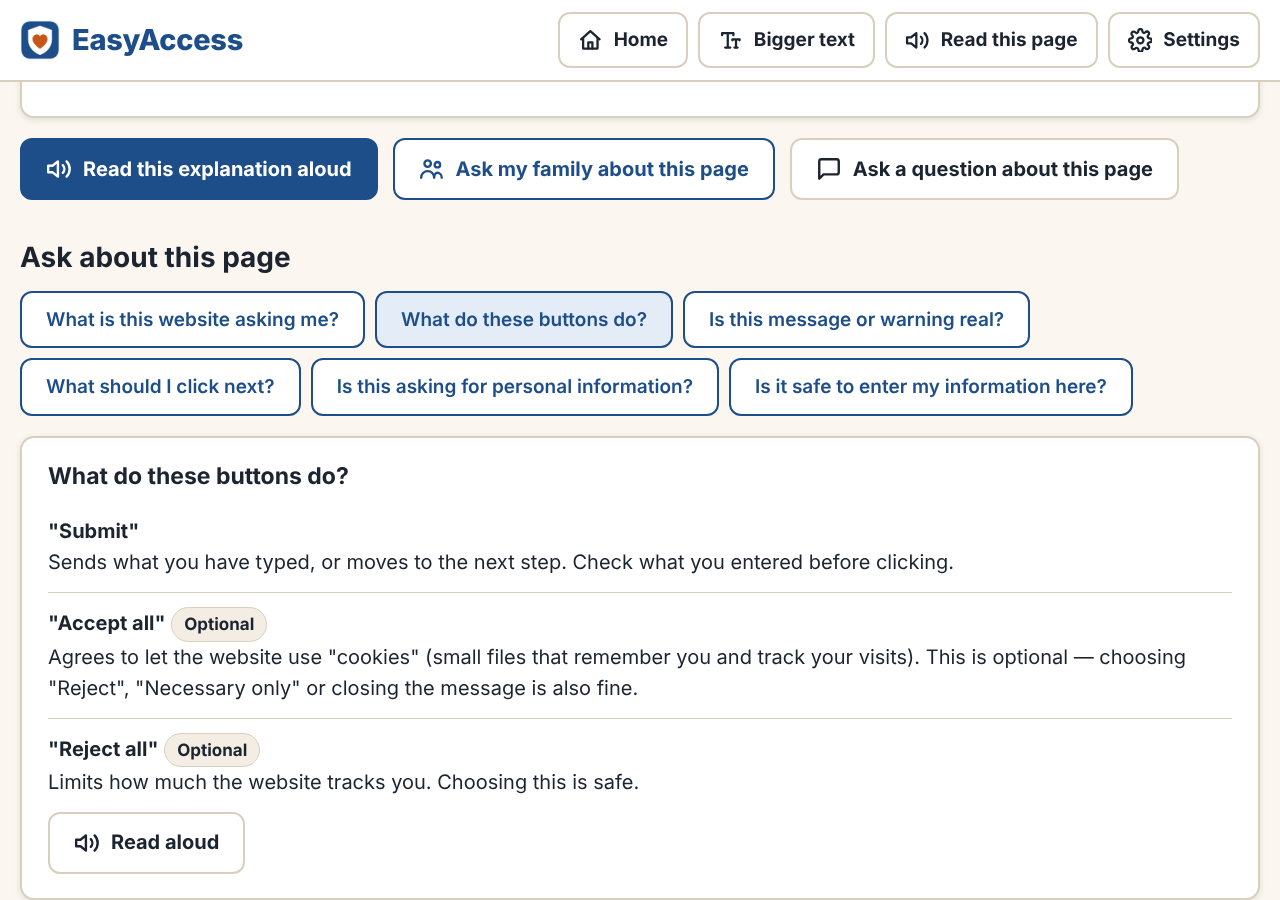 EasyAccess
Home
Bigger text
Read this page
Settings
Read this explanation aloud
Ask my family about this page
Ask a question about this page
Ask about this page
What is this website asking me?
What do these buttons do?
Is this message or warning real?
What should I click next?
Is this asking for personal information?
Is it safe to enter my information here?
What do these buttons do?
"Submit"
Sends what you have typed, or moves to the next step. Check what you entered before clicking.
"Accept all" Optional
Agrees to let the website use "cookies" (small files that remember you and track your visits). This is optional — choosing
"Reject", "Necessary only" or closing the message is also fine.
"Reject all" Optional
Limits how much the website tracks you. Choosing this is safe.
Read aloud